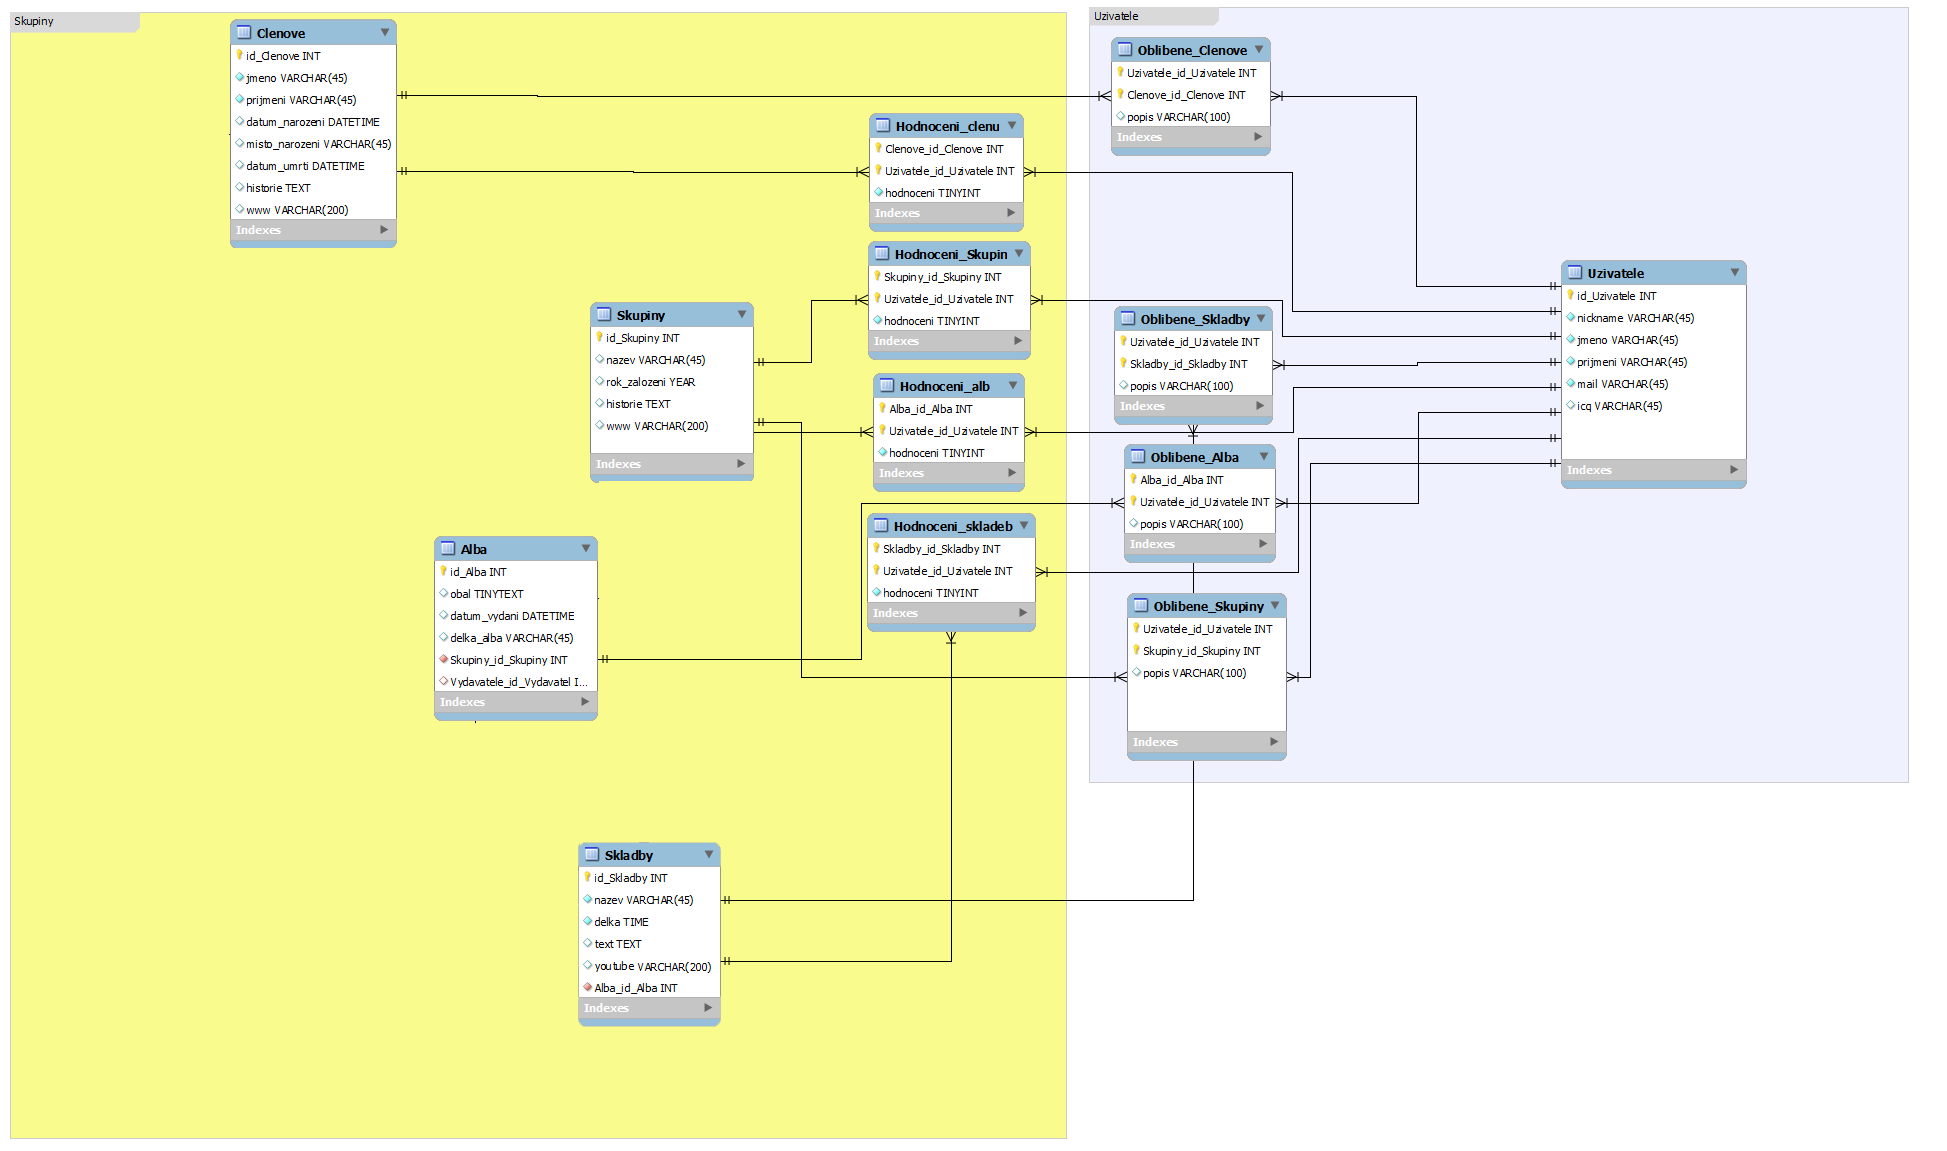 Skupiny
Clenove
id_Clenove INT
jmeno VARCHAR(45)
prijmeni VARCHAR(45)
datum_narozeni DATETIME
misto_narozeni VARCHAR(45)
datum_umrti DATETIME
historie TEXT
www VARCHAR(200)
Indexes
Hodnoceni_clenu
Clenove_id_Clenove INT
Uzivatele_id_Uzivatele INT
hodnoceni TINYINT
Indexes
Hodnoceni_Skupin
Skupiny_id_Skupiny INT
Uzivatele_id_Uzivatele INT
hodnoceni TINYINT
Indexes
Skupiny
id_Skupiny INT
nazev VARCHAR(45)
rok_zalozeni YEAR
historie TEXT
www VARCHAR(200)
Indexes
Hodnoceni_alb
Alba_id_Alba INT
Uzivatele_id_Uzivatele INT
hodnoceni TINYINT
Indexes
Hodnoceni_skladeb
Skladby_id_Skladby INT
Uzivatele_id_Uzivatele INT
hodnoceni TINYINT
Indexes
Alba
id_Alba INT
obal TINYTEXT
datum_vydani DATETIME
delka_alba VARCHAR(45)
Skupiny_id_Skupiny INT
Vydavatele_id_Vydavatel I...
Indexes
Skladby
id_Skladby INT
nazev VARCHAR(45)
delka TIME
text TEXT
youtube VARCHAR(200)
Alba_id_Alba INT
Indexes
Uzivatele
Oblibene_Clenove
Uzivatele_id_Uzivatele INT
Clenove_id_Clenove INT
popis VARCHAR(100)
Indexes
Oblibene_Skladby
Uzivatele_id_Uzivatele INT
Skladby_id_Skladby INT
popis VARCHAR(100)
Indexes
Oblibene_Alba
Alba_id_Alba INT
Uzivatele_id_Uzivatele INT
popis VARCHAR(100)
Indexes
Oblibene_Skupiny
Uzivatele_id_Uzivatele INT
Skupiny_id_Skupiny INT
popis VARCHAR(100)
Indexes
Uzivatele
id_Uzivatele INT
nickname VARCHAR(45)
jmeno VARCHAR(45)
prijmeni VARCHAR(45)
mail VARCHAR(45)
icq VARCHAR(45)
Indexes